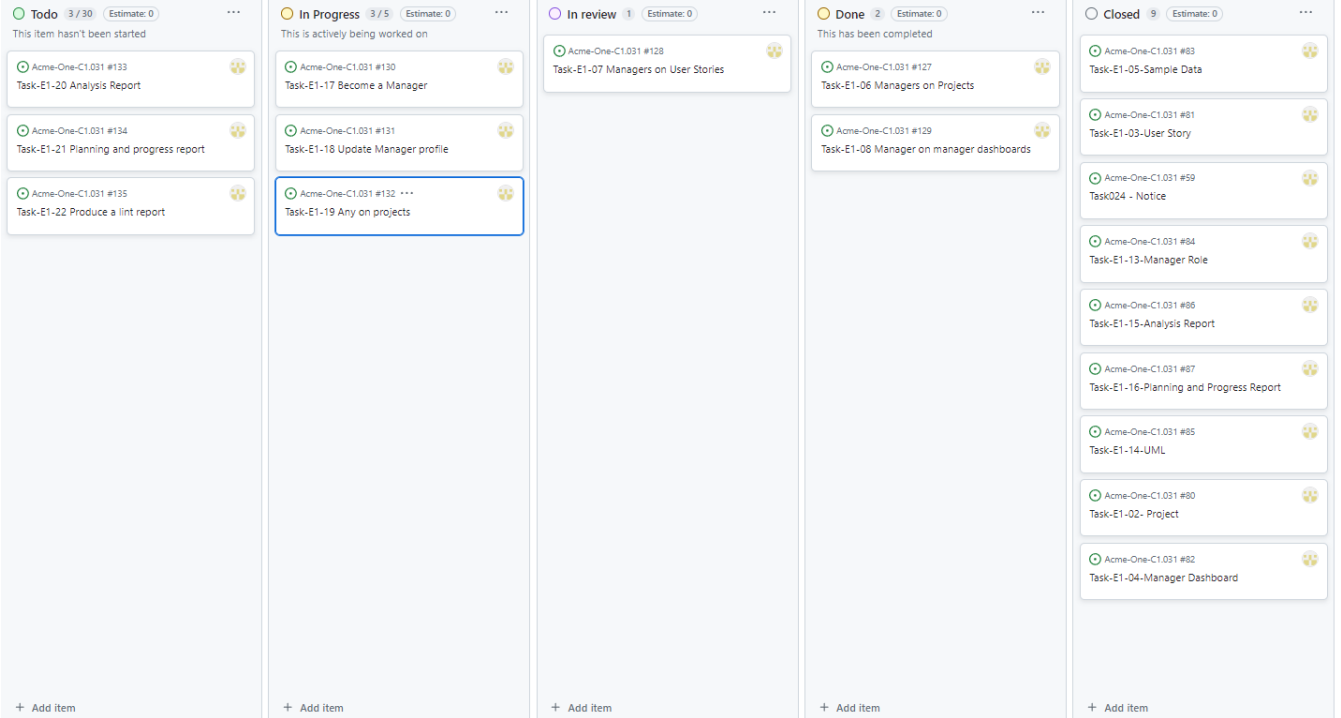 Todo 3 / 30 Estimate: 0 ...
This item hasn't been started
Acme-One-C1.031 #133
Task-E1-20 Analysis Report
Acme-One-C1.031 #134
Task-E1-21 Planning and progress report
Acme-One-C1.031 #135
Task-E1-22 Produce a lint report
+ Add item
In Progress 3 / 5 Estimate: 0 ...
This is actively being worked on
Acme-One-C1.031 #130
Task-E1-17 Become a Manager
Acme-One-C1.031 #131
Task-E1-18 Update Manager profile
Acme-One-C1.031 #132 ...
Task-E1-19 Any on projects
+ Add item
In review 1 Estimate: 0 ...
Acme-One-C1.031 #128
Task-E1-07 Managers on User Stories
+ Add item
Done 2 Estimate: 0 ...
This has been completed
Acme-One-C1.031 #127
Task-E1-06 Managers on Projects
Acme-One-C1.031 #129
Task-E1-08 Manager on manager dashboards
+ Add item
Closed 9 Estimate: 0 ...
Acme-One-C1.031 #83
Task-E1-05-Sample Data
Acme-One-C1.031 #81
Task-E1-03-User Story
Acme-One-C1.031 #59
Task024 - Notice
Acme-One-C1.031 #84
Task-E1-13-Manager Role
Acme-One-C1.031 #86
Task-E1-15-Analysis Report
Acme-One-C1.031 #87
Task-E1-16-Planning and Progress Report
Acme-One-C1.031 #85
Task-E1-14-UML
Acme-One-C1.031 #80
Task-E1-02- Project
Acme-One-C1.031 #82
Task-E1-04-Manager Dashboard
+ Add item